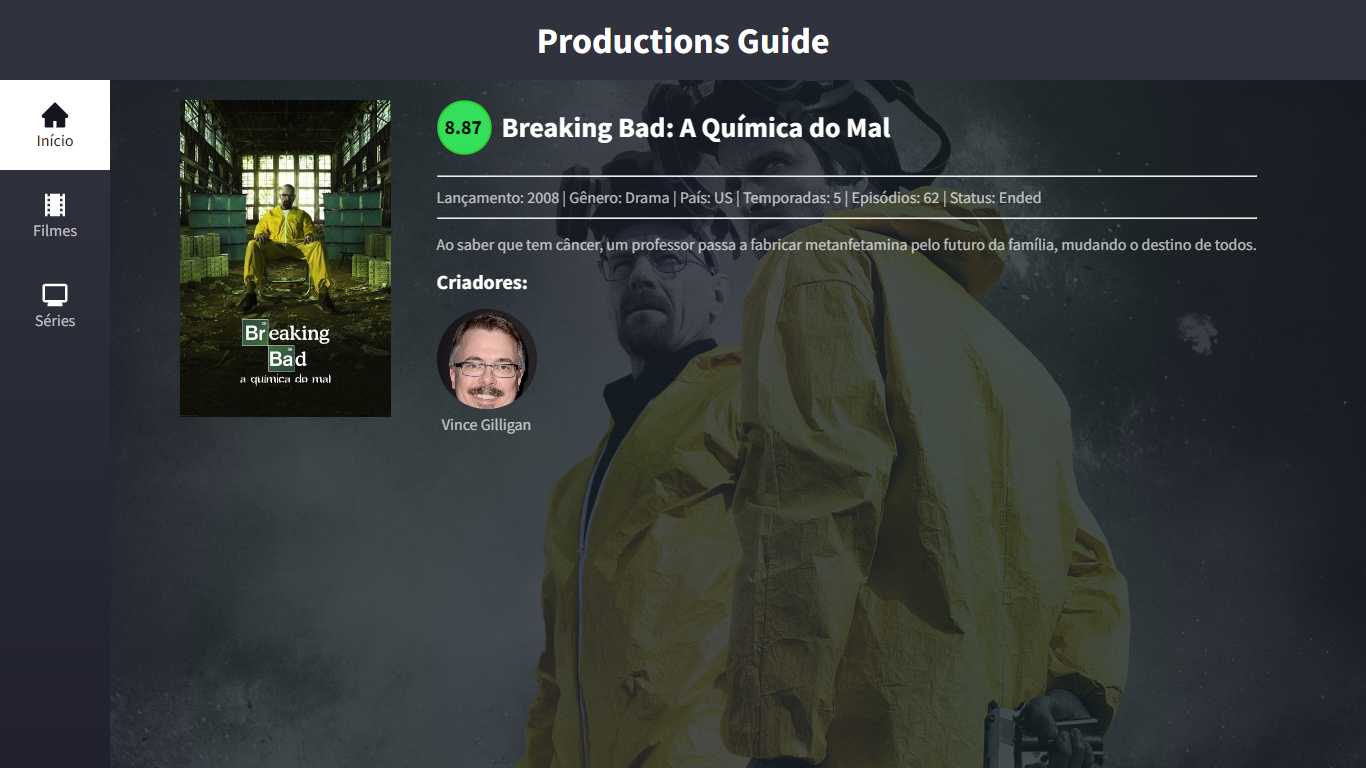 Productions Guide
Início
Filmes
Séries
8.87 Breaking Bad: A Química do Mal
Lançamento: 2008 | Gênero: Drama | País: US | Temporadas: 5 | Episódios: 62 | Status: Ended
Ao saber que tem câncer, um professor passa a fabricar metanfetamina pelo futuro da família, mudando o destino de todos.
Criadores:
Vince Gilligan
Breaking
Bad
a química do mal